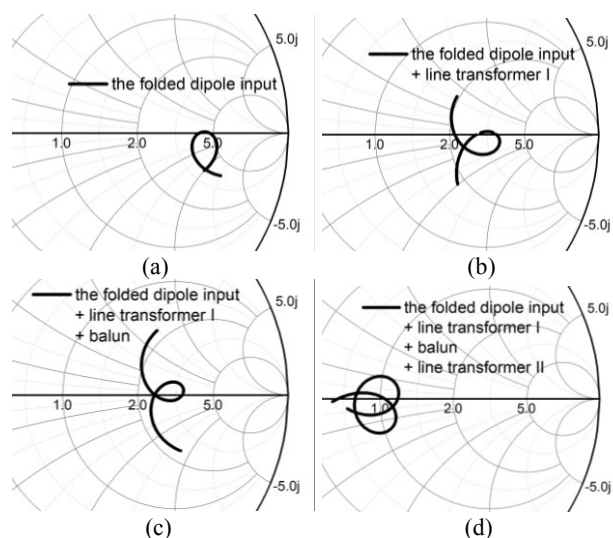 5.0j
the folded dipole input
1.0 2.0 5.0
-5.0j
(a)
5.0j
the folded dipole input
+ line transformer I
1.0 2.0 5.0
-5.0j
(b)
5.0j
the folded dipole input
+ line transformer I
+ balun
1.0 2.0 5.0
-5.0j
(c)
5.0j
the folded dipole input
+ line transformer I
+ balun
+ line transformer II
1.0 2.0 5.0
-5.0j
(d)